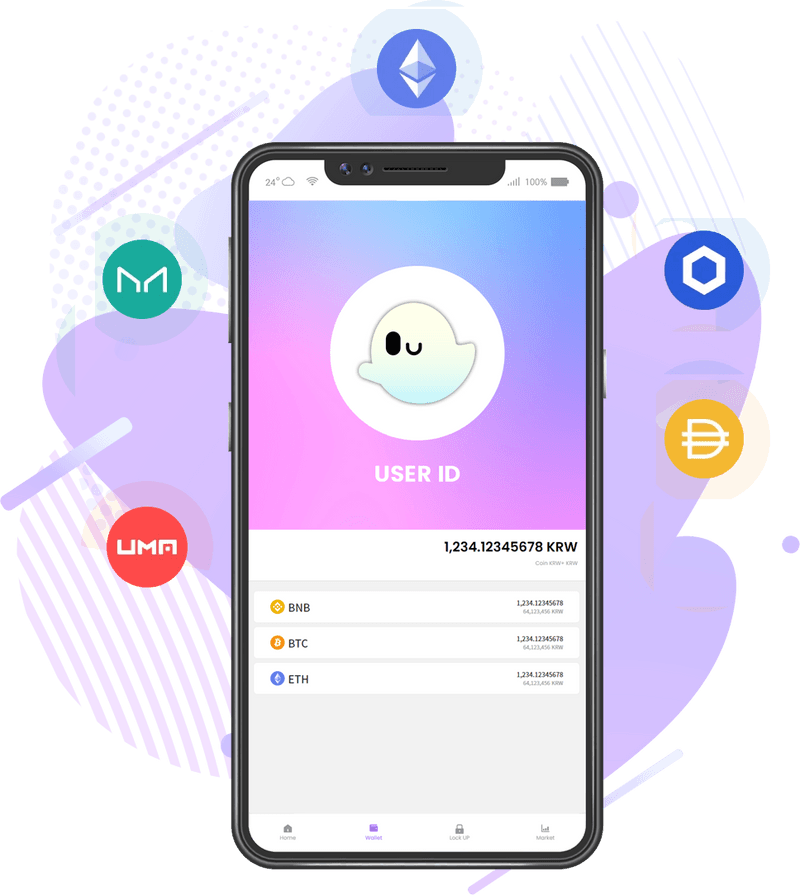 24°
100%
UMA
USER ID
1,234.12345678 KRW
Coin KRW+ KRW
BNB
1,234.12345678
64,123,456 KRW
BTC
1,234.12345678
64,123,456 KRW
ETH
1,234.12345678
64,123,456 KRW
Home
Wallet
Lock UP
Market